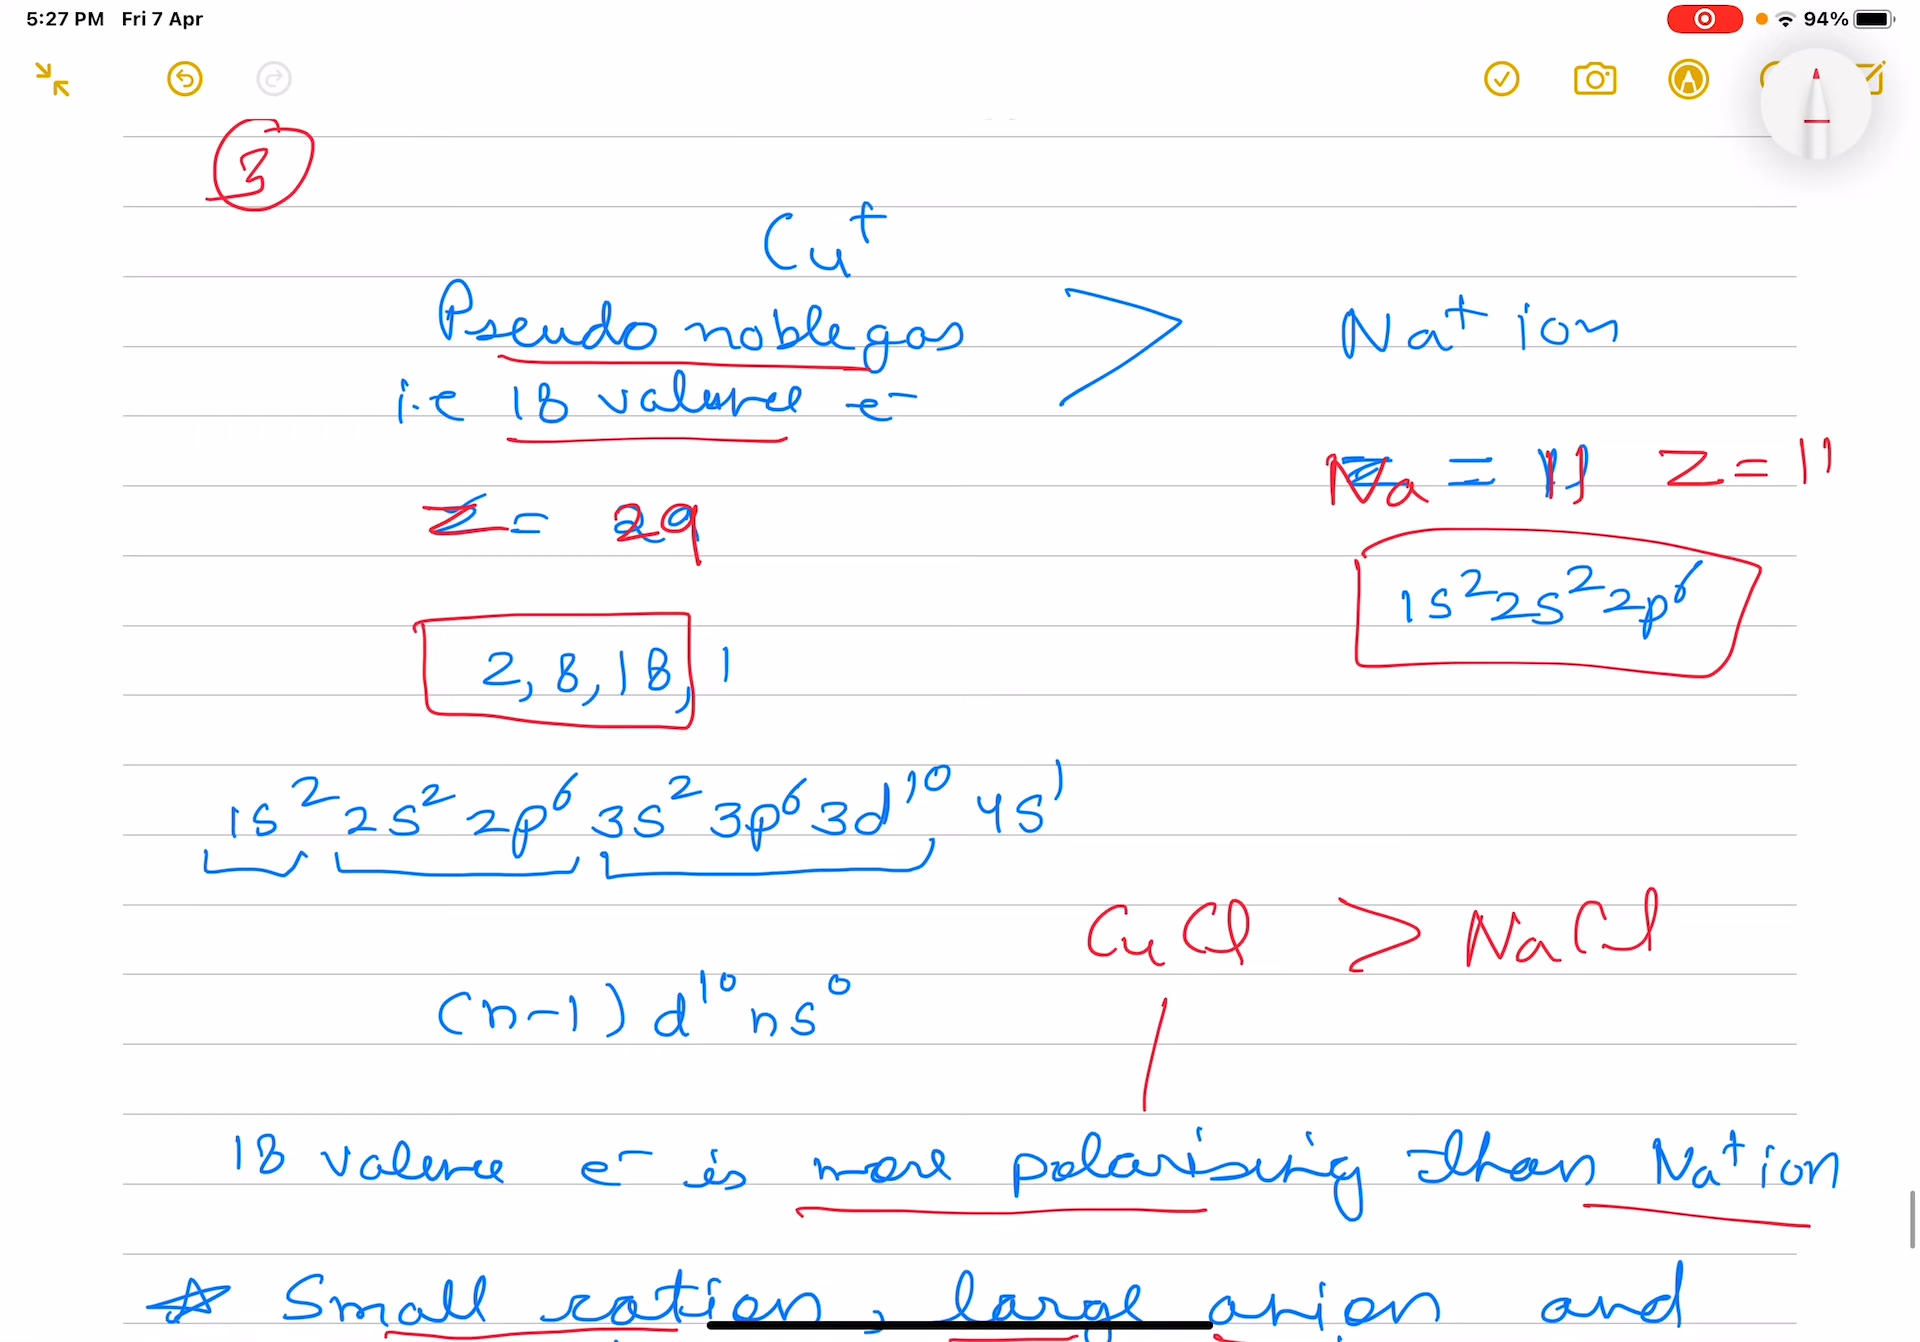 5:27 PM Fri 7 Apr 94%
3
Cu⁺
Pseudo noble gas > Na⁺ ion
i.e 18 valence e⁻
Na = 11 Z = 11
Z = 29
1s² 2s² 2p⁶
2, 8, 18, 1
1s² 2s² 2p⁶ 3s² 3p⁶ 3d¹⁰, 4s¹
CuCl > NaCl
(n-1) d¹⁰ ns⁰
18 valence e⁻ is more polarising than Na⁺ ion
☆ Small cation, large anion and